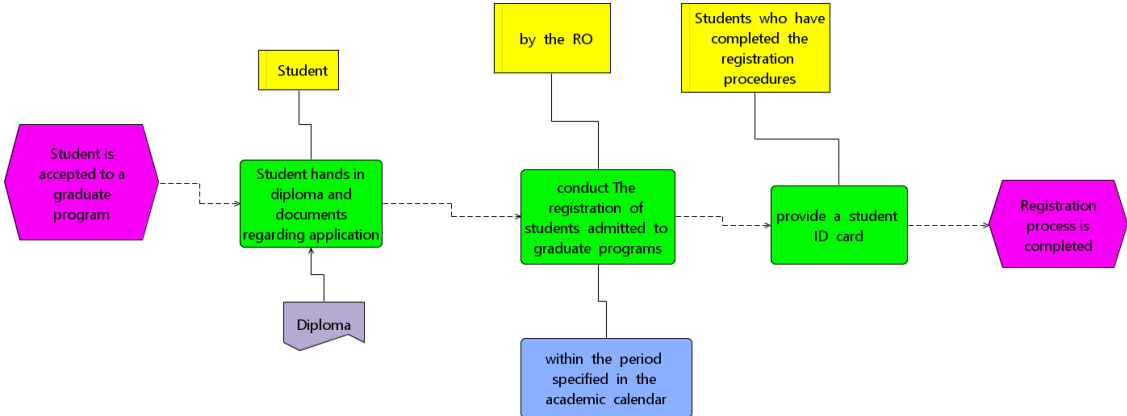 Student is
accepted to a
graduate
program
Student
Student hands in
diploma and
documents
regarding application
Diploma
by the RO
conduct The
registration of
students admitted to
graduate programs
within the period
specified in the
academic calendar
Students who have
completed the
registration
procedures
provide a student
ID card
Registration
process is
completed